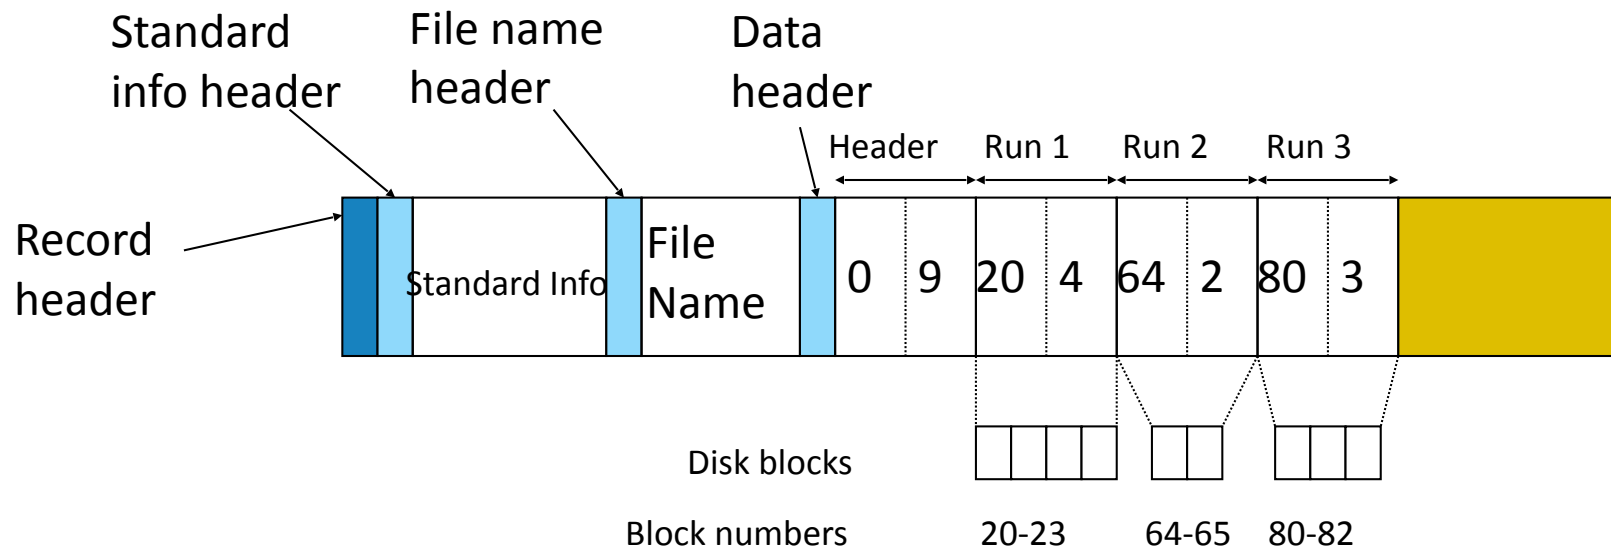 Standard
info header
File name
header
Data
header
Header Run 1 Run 2 Run 3
Record
header
Standard Info
File
Name
0 9 20 4 64 2 80 3
Disk blocks
Block numbers 20-23 64-65 80-82